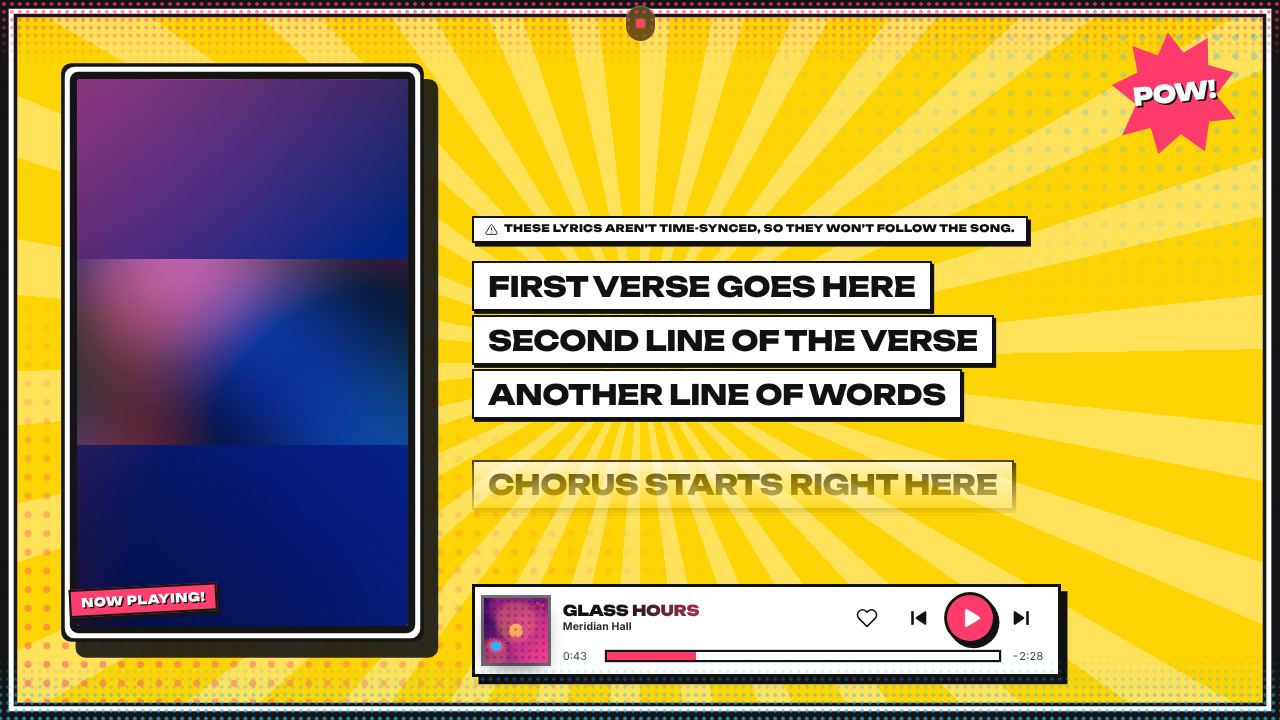 POW!
THESE LYRICS AREN'T TIME-SYNCED, SO THEY WON'T FOLLOW THE SONG.
FIRST VERSE GOES HERE
SECOND LINE OF THE VERSE
ANOTHER LINE OF WORDS
CHORUS STARTS RIGHT HERE
NOW PLAYING!
GLASS HOURS
Meridian Hall
0:43
-2:28